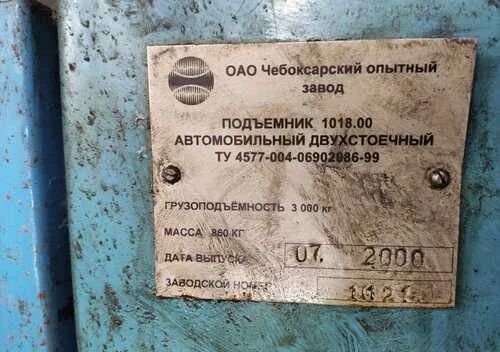 ОАО Чебоксарский опытный
завод
ПОДЪЕМНИК 1018.00
АВТОМОБИЛЬНЫЙ ДВУХСТОЕЧНЫЙ
ТУ 4577-004-06902086-99
ГРУЗОПОДЪЁМНОСТЬ 3 000 кг
МАССА 860 КГ
ДАТА ВЫПУСКА 07. 2000
ЗАВОДСКОЙ НОМЕР